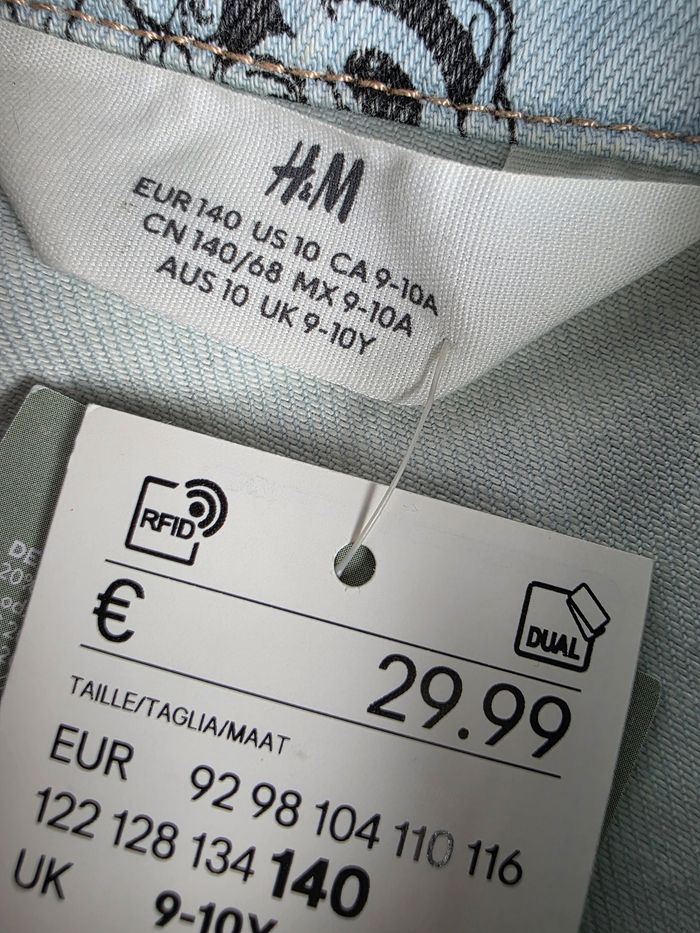 H&M
EUR 140 US 10 CA 9-10A
CN 140/68 MX 9-10A
AUS 10 UK 9-10Y
RFID
€
DUAL
29.99
TAILLE/TAGLIA/MAAT
EUR 92 98 104 110 116
122 128 134 140
UK 9-10Y
DE
20%